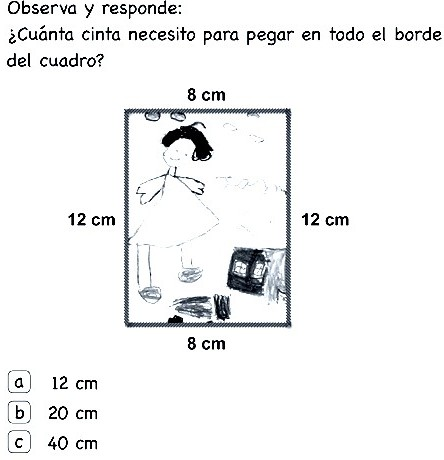 Observa y responde:
¿Cuánta cinta necesito para pegar en todo el borde
del cuadro?
8 cm
12 cm 12 cm
8 cm
a 12 cm
b 20 cm
c 40 cm